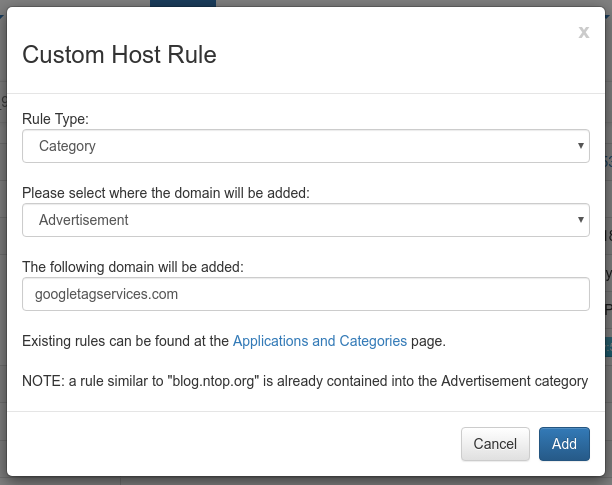 x
Custom Host Rule
Rule Type:
Category
Please select where the domain will be added:
Advertisement
The following domain will be added:
googletagservices.com
Existing rules can be found at the Applications and Categories page.
NOTE: a rule similar to "blog.ntop.org" is already contained into the Advertisement category
Cancel Add